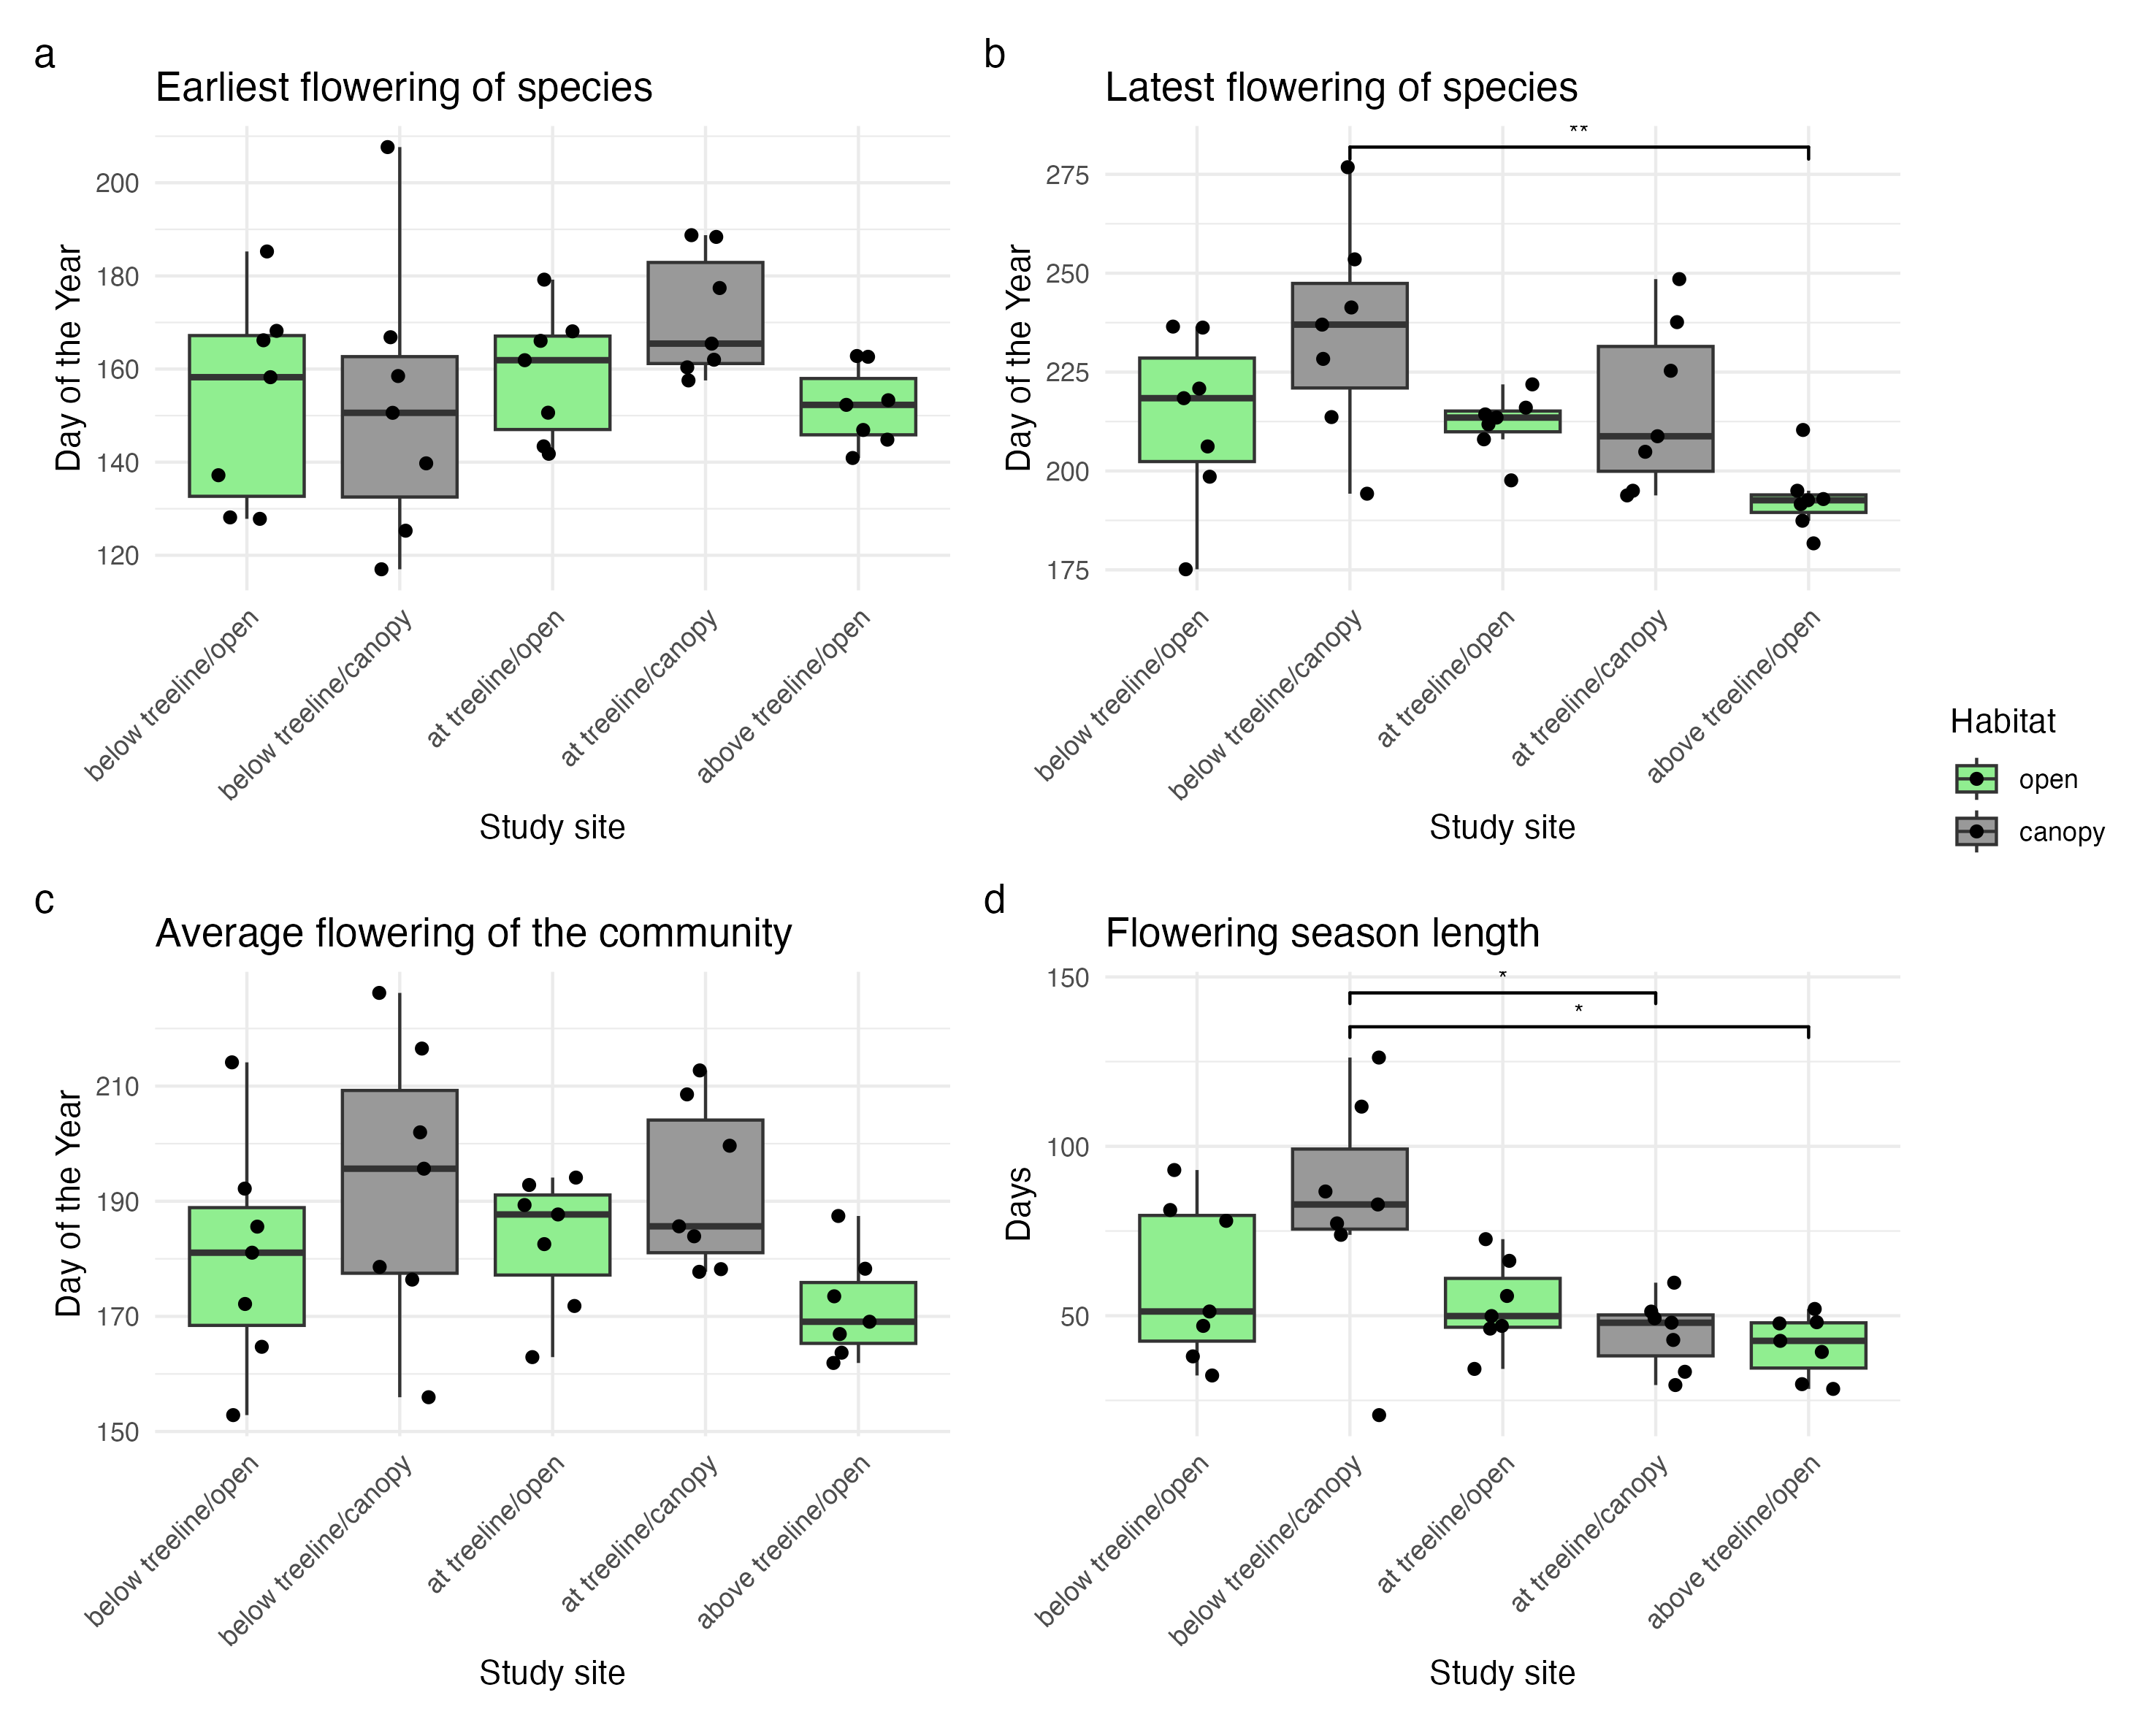 a
Earliest flowering of species
Day of the Year
200
180
160
140
120
below treeline/open
below treeline/canopy
at treeline/open
at treeline/canopy
above treeline/open
Study site
b
Latest flowering of species
**
Day of the Year
275
250
225
200
175
below treeline/open
below treeline/canopy
at treeline/open
at treeline/canopy
above treeline/open
Study site
Habitat
open
canopy
c
Average flowering of the community
Day of the Year
210
190
170
150
below treeline/open
below treeline/canopy
at treeline/open
at treeline/canopy
above treeline/open
Study site
d
Flowering season length
*
*
Days
150
100
50
below treeline/open
below treeline/canopy
at treeline/open
at treeline/canopy
above treeline/open
Study site